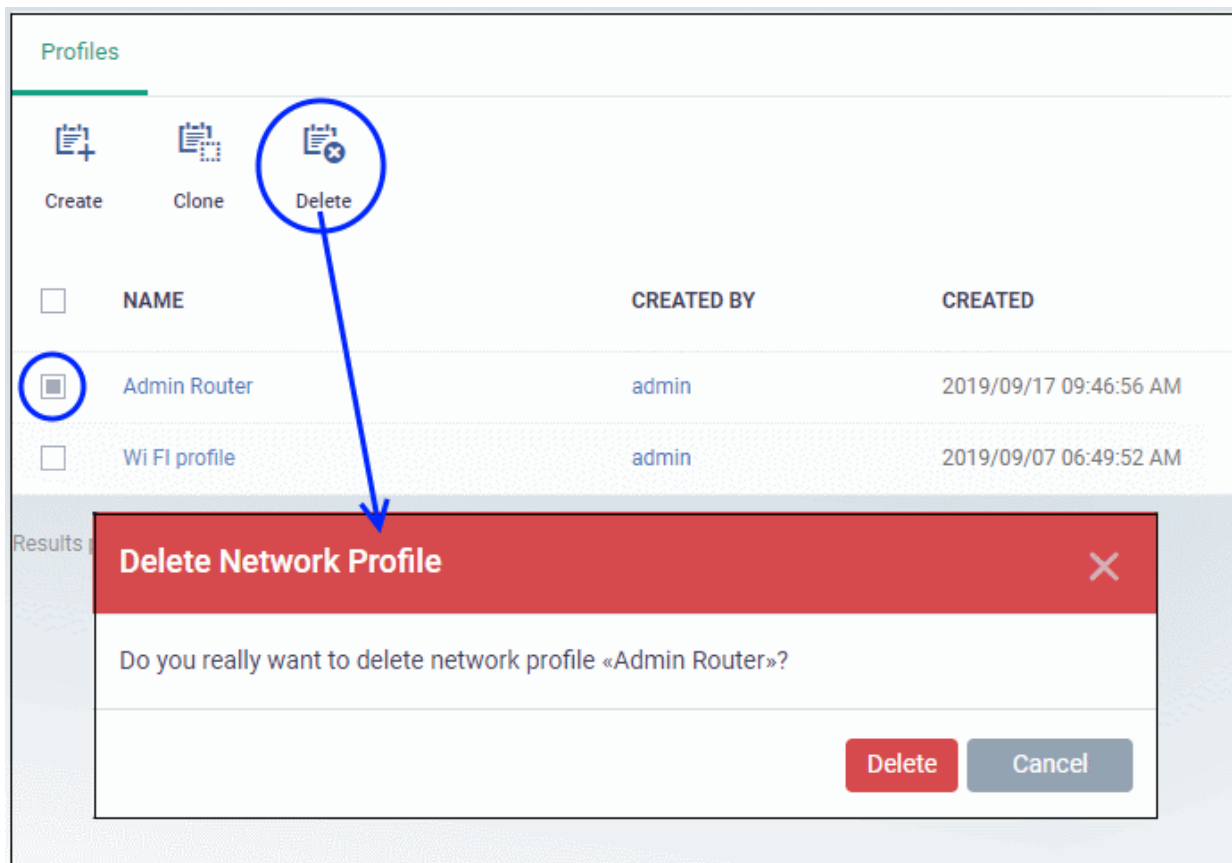 Profiles
Create Clone Delete
NAME CREATED BY CREATED
Admin Router admin 2019/09/17 09:46:56 AM
Wi FI profile admin 2019/09/07 06:49:52 AM
Results
Delete Network Profile
Do you really want to delete network profile «Admin Router»?
Delete Cancel